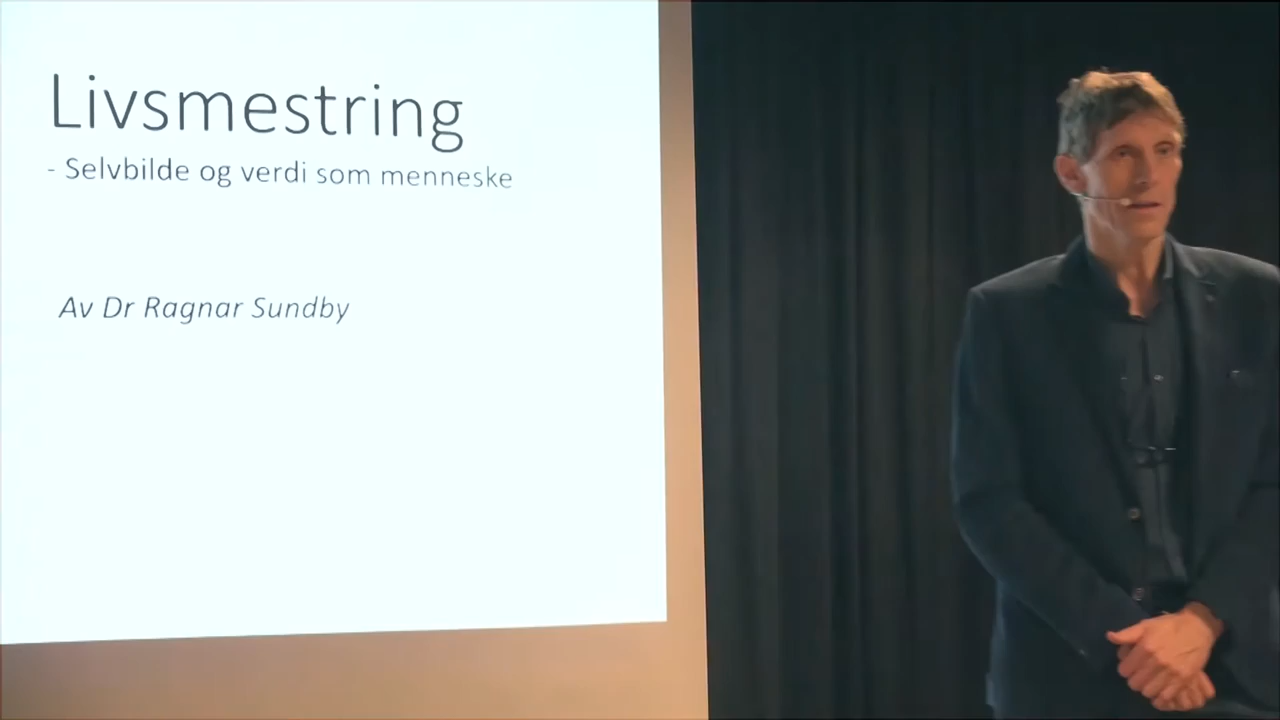 Livsmestring
- Selvbilde og verdi som menneske
Av Dr Ragnar Sundby